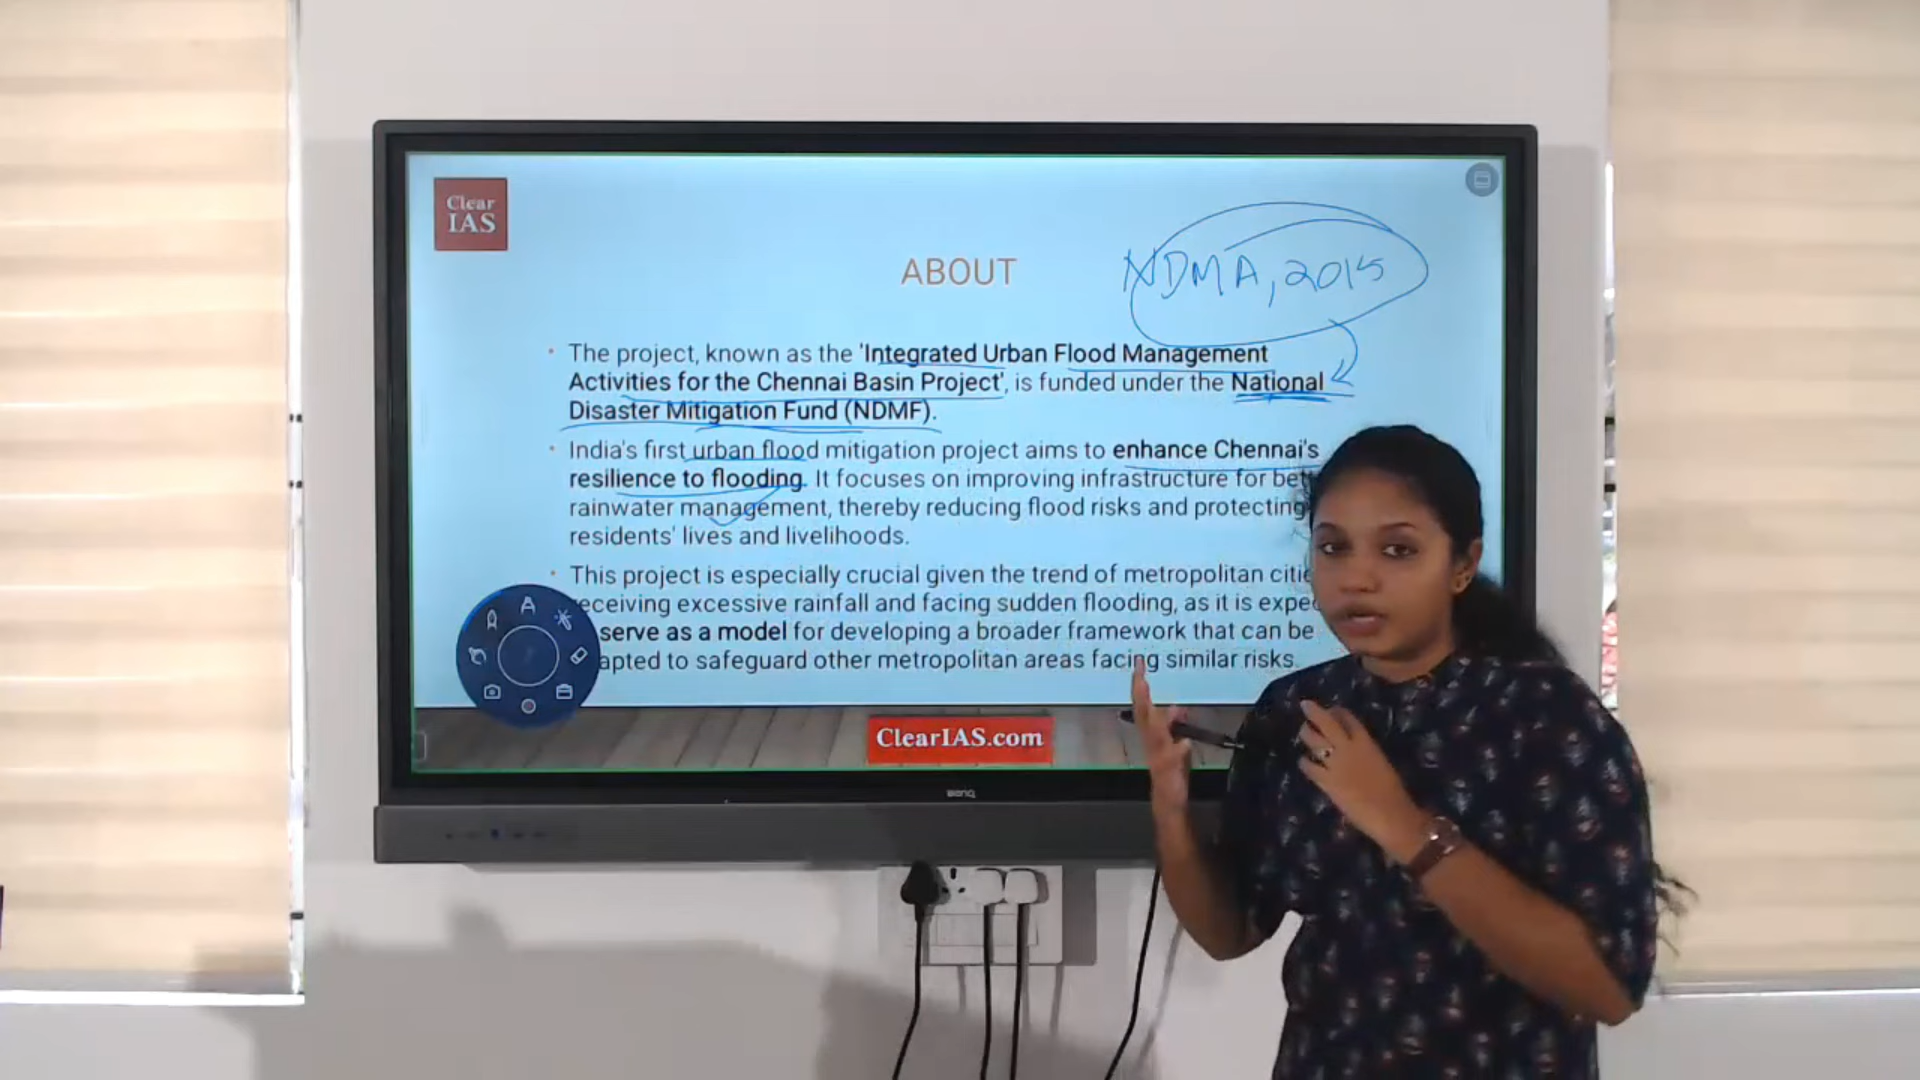 Clear
IAS
ABOUT
NDMA, 2015
• The project, known as the 'Integrated Urban Flood Management
Activities for the Chennai Basin Project', is funded under the National
Disaster Mitigation Fund (NDMF).
• India's first urban flood mitigation project aims to enhance Chennai's
resilience to flooding. It focuses on improving infrastructure for
rainwater management, thereby reducing flood risks and protecting
residents' lives and livelihoods.
• This project is especially crucial given the trend of metropolitan
receiving excessive rainfall and facing sudden flooding, as it is
serve as a model for developing a broader framework that can be
to safeguard other metropolitan areas facing similar risks.
ClearIAS.com
BenQ